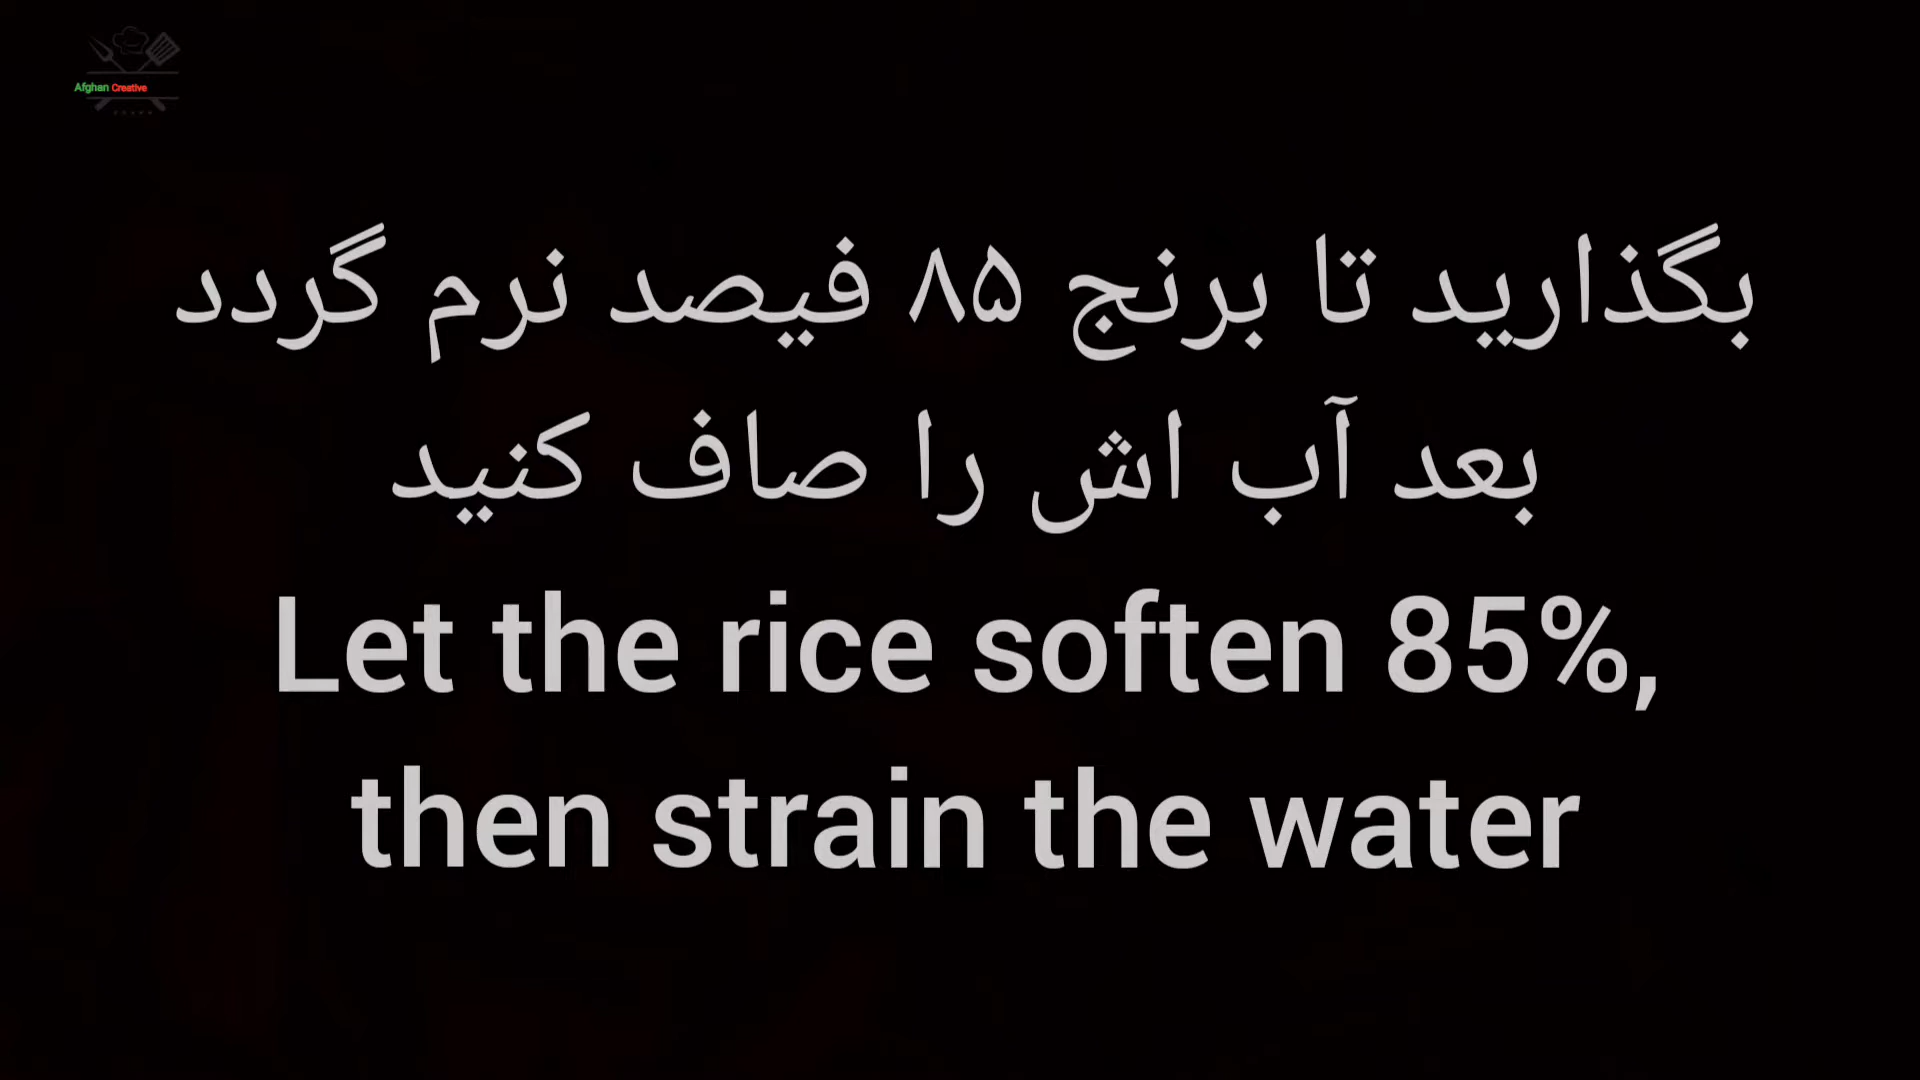 Afghan Creative
بگذارید تا برنج ۸۵ فیصد نرم گردد
بعد آب اش را صاف کنید
Let the rice soften 85%,
then strain the water